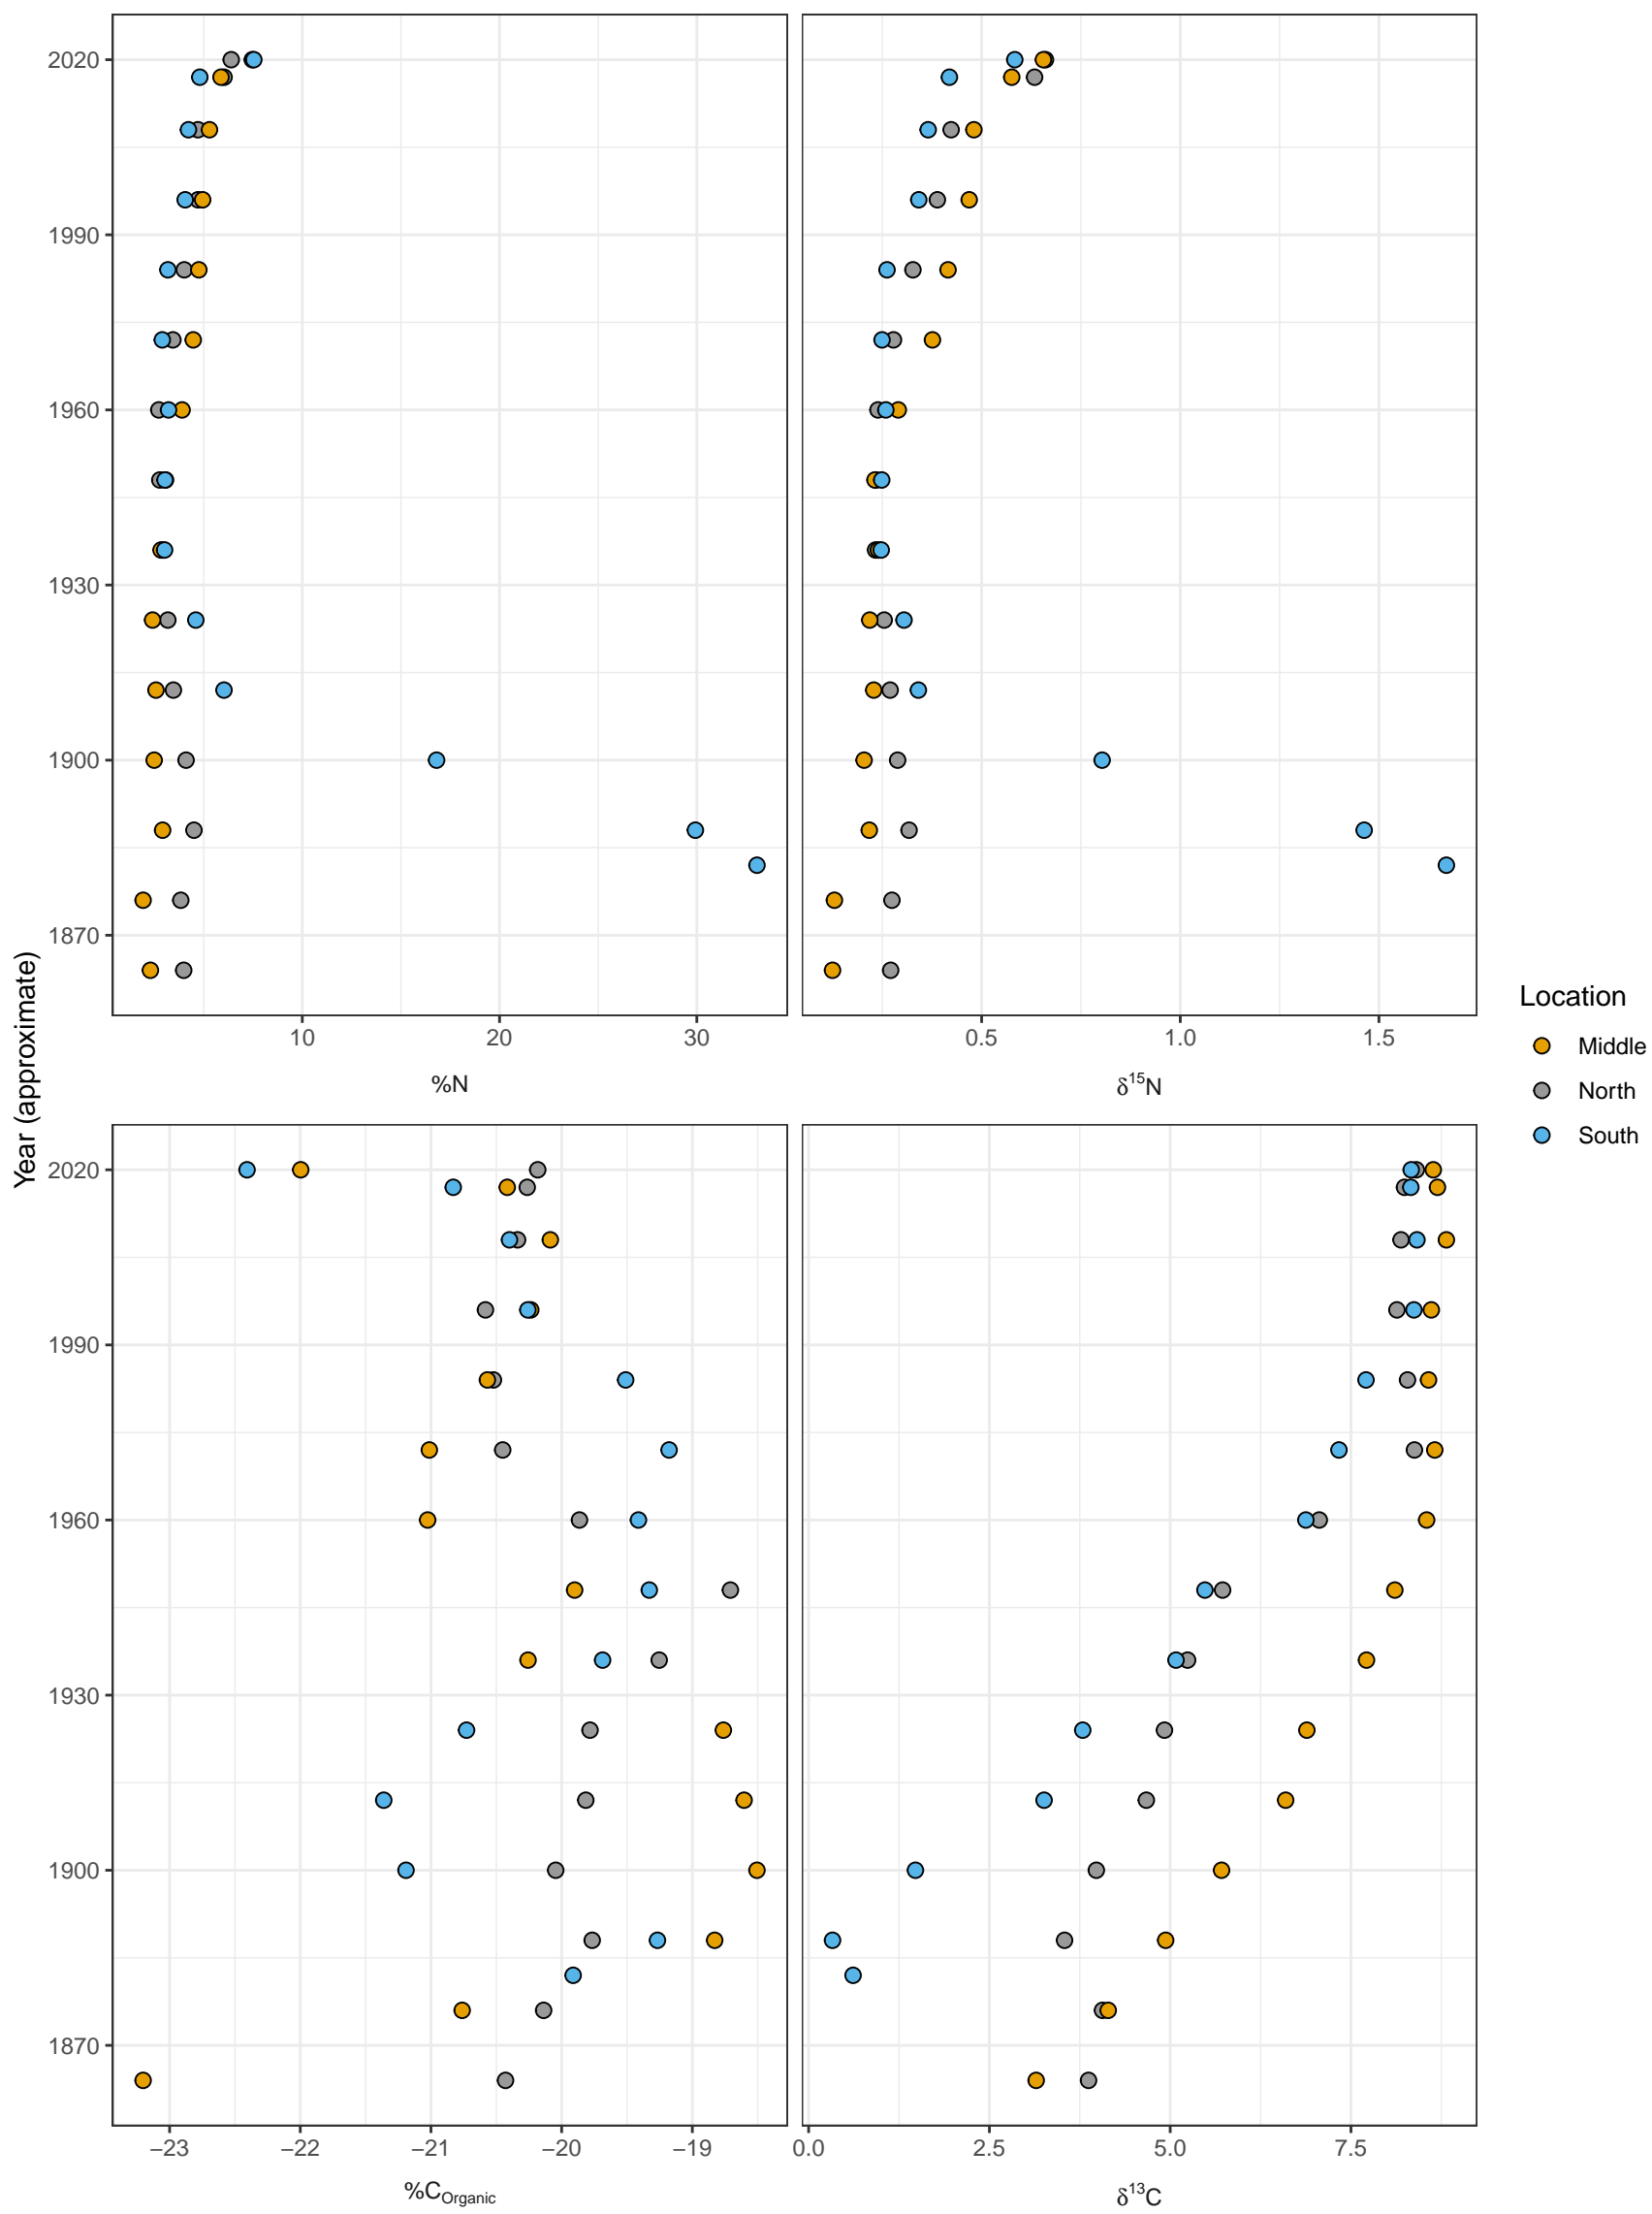 Year (approximate)
2020
1990
1960
1930
1900
1870
10 20 30
0.5 1.0 1.5
%N
δ¹⁵N
2020
1990
1960
1930
1900
1870
−23 −22 −21 −20 −19
0.0 2.5 5.0 7.5
%C Organic
δ¹³C
Location
Middle
North
South